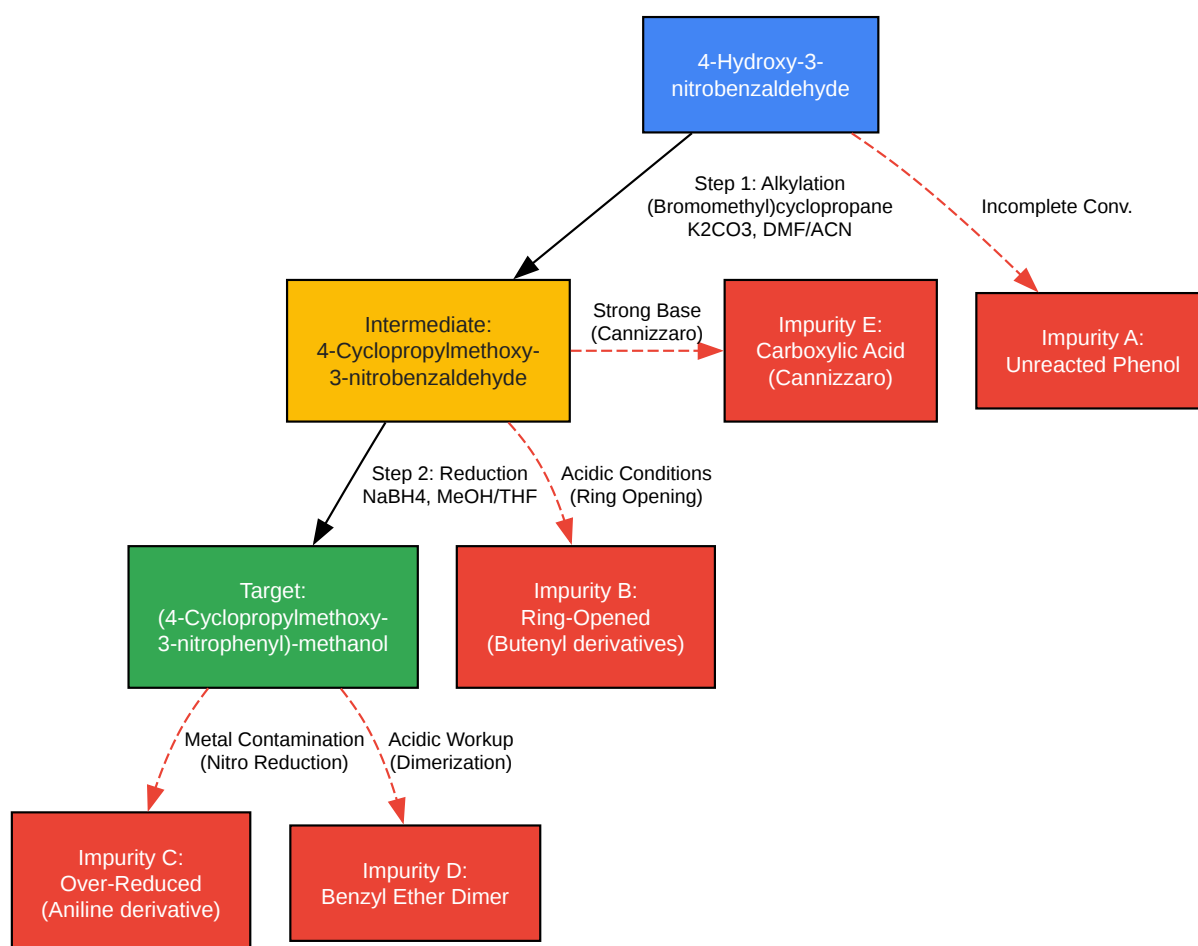 4-Hydroxy-3-
nitrobenzaldehyde
Step 1: Alkylation
(Bromomethyl)cyclopropane
K2CO3, DMF/ACN
Incomplete Conv.
Intermediate:
4-Cyclopropylmethoxy-
3-nitrobenzaldehyde
Strong Base
(Cannizzaro)
Impurity E:
Carboxylic Acid
(Cannizzaro)
Impurity A:
Unreacted Phenol
Step 2: Reduction
NaBH4, MeOH/THF
Acidic Conditions
(Ring Opening)
Target:
(4-Cyclopropylmethoxy-
3-nitrophenyl)-methanol
Impurity B:
Ring-Opened
(Butenyl derivatives)
Metal Contamination
(Nitro Reduction)
Acidic Workup
(Dimerization)
Impurity C:
Over-Reduced
(Aniline derivative)
Impurity D:
Benzyl Ether Dimer